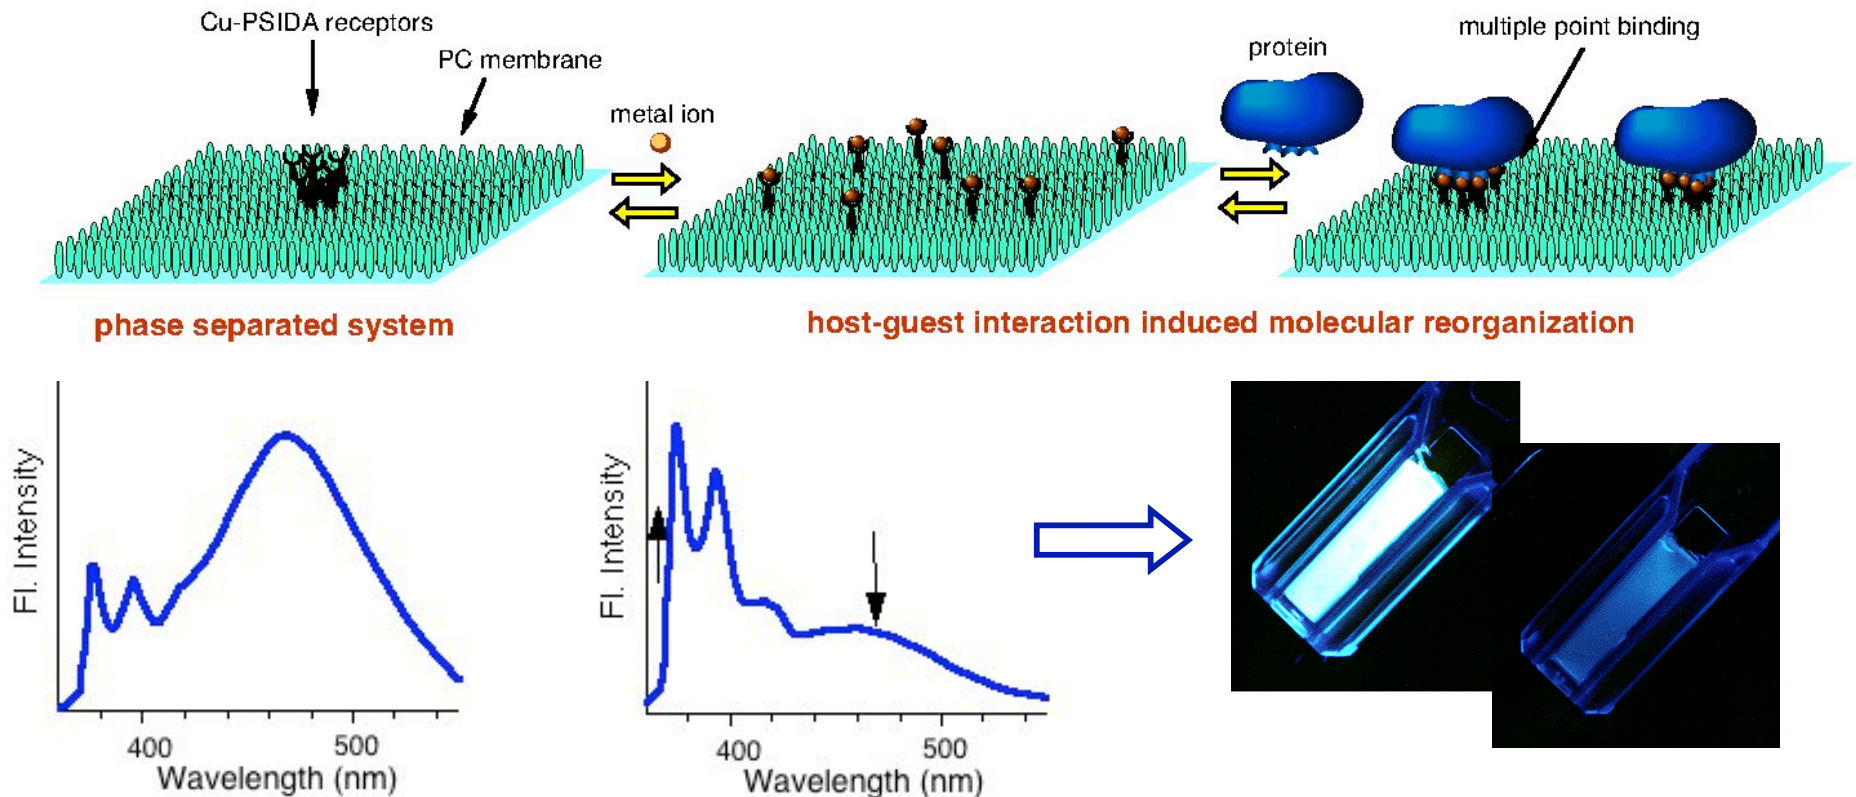 Cu-PSIDA receptors
PC membrane
metal ion
protein
multiple point binding
phase separated system
host-guest interaction induced molecular reorganization
Fl. Intensity
400
500
Wavelength (nm)
Fl. Intensity
400
500
Wavelength (nm)